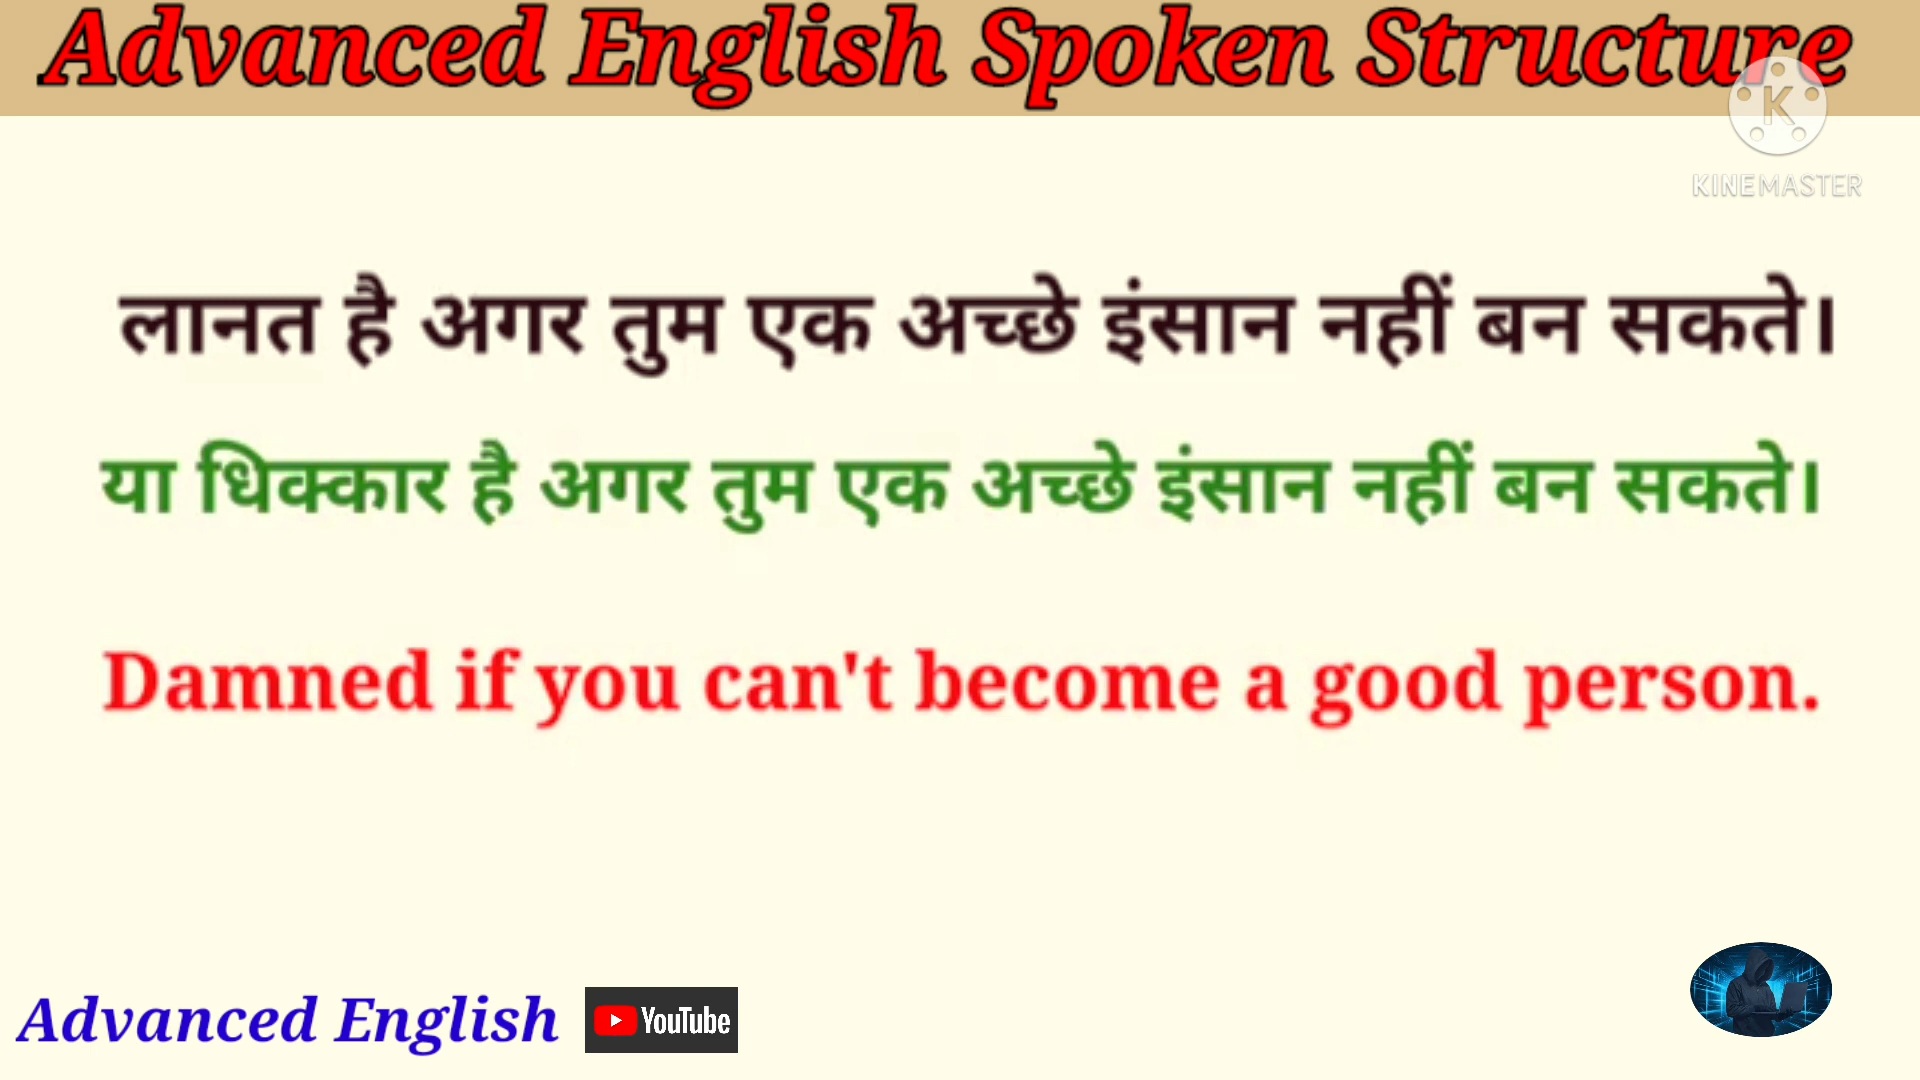 Advanced English Spoken Structure
KINEMASTER
लानत है अगर तुम एक अच्छे इंसान नहीं बन सकते।
या धिक्कार है अगर तुम एक अच्छे इंसान नहीं बन सकते।
Damned if you can't become a good person.
Advanced English YouTube